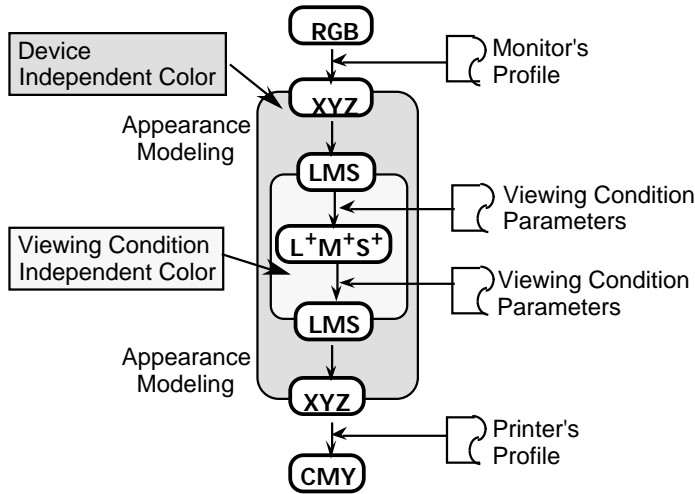 RGB
Device
Independent Color
Monitor's
Profile
XYZ
Appearance
Modeling
LMS
Viewing Condition
Parameters
L⁺M⁺S⁺
Viewing Condition
Independent Color
Viewing Condition
Parameters
LMS
Appearance
Modeling
XYZ
Printer's
Profile
CMY